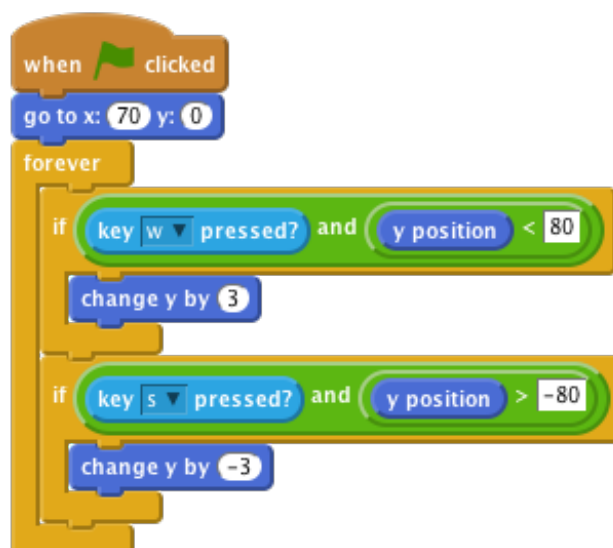 when clicked
go to x: 70 y: 0
forever
if key w pressed? and y position < 80
change y by 3
if key s pressed? and y position > -80
change y by -3